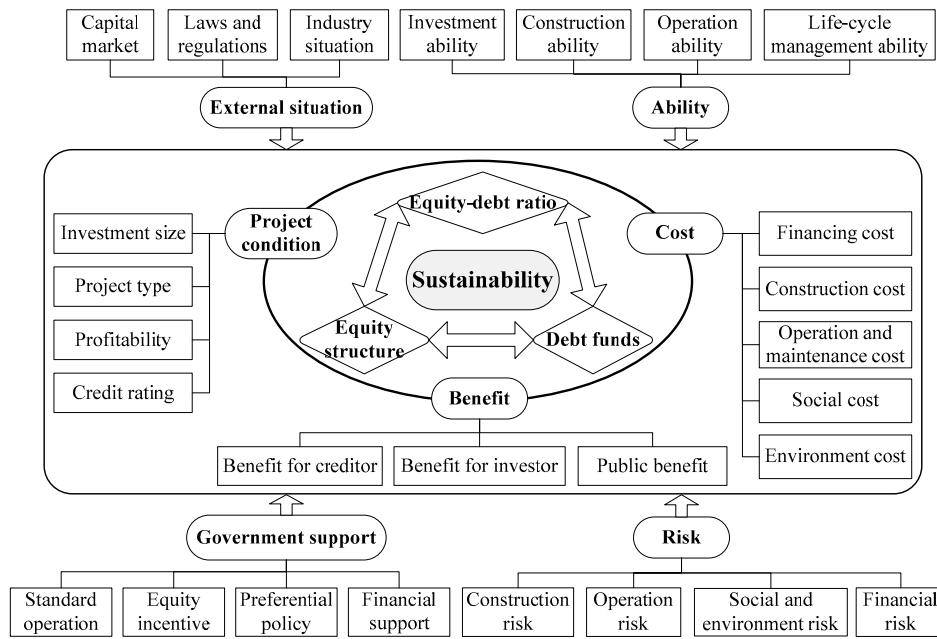 Capital
market
Laws and
regulations
Industry
situation
Investment
ability
Construction
ability
Operation
ability
Life-cycle
management ability
External situation
Ability
Equity-debt ratio
Project
condition
Cost
Sustainability
Equity
structure
Debt funds
Benefit
Investment size
Project type
Profitability
Credit rating
Financing cost
Construction cost
Operation and
maintenance cost
Social cost
Environment cost
Benefit for creditor
Benefit for investor
Public benefit
Government support
Risk
Standard
operation
Equity
incentive
Preferential
policy
Financial
support
Construction
risk
Operation
risk
Social and
environment risk
Financial
risk